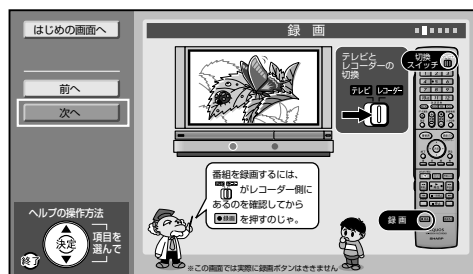 はじめの画面へ
前へ
次へ
ヘルプの操作方法
決定
項目を
選んで
終了
録 画
テレビと
レコーダーの
切換
テレビ レコーダー
切換
スイッチ
録 画
番組を録画するには、
がレコーダー側に
あるのを確認してから
●録画 を押すのじゃ。
※この画面では実際に録画ボタンはききません
SHARP